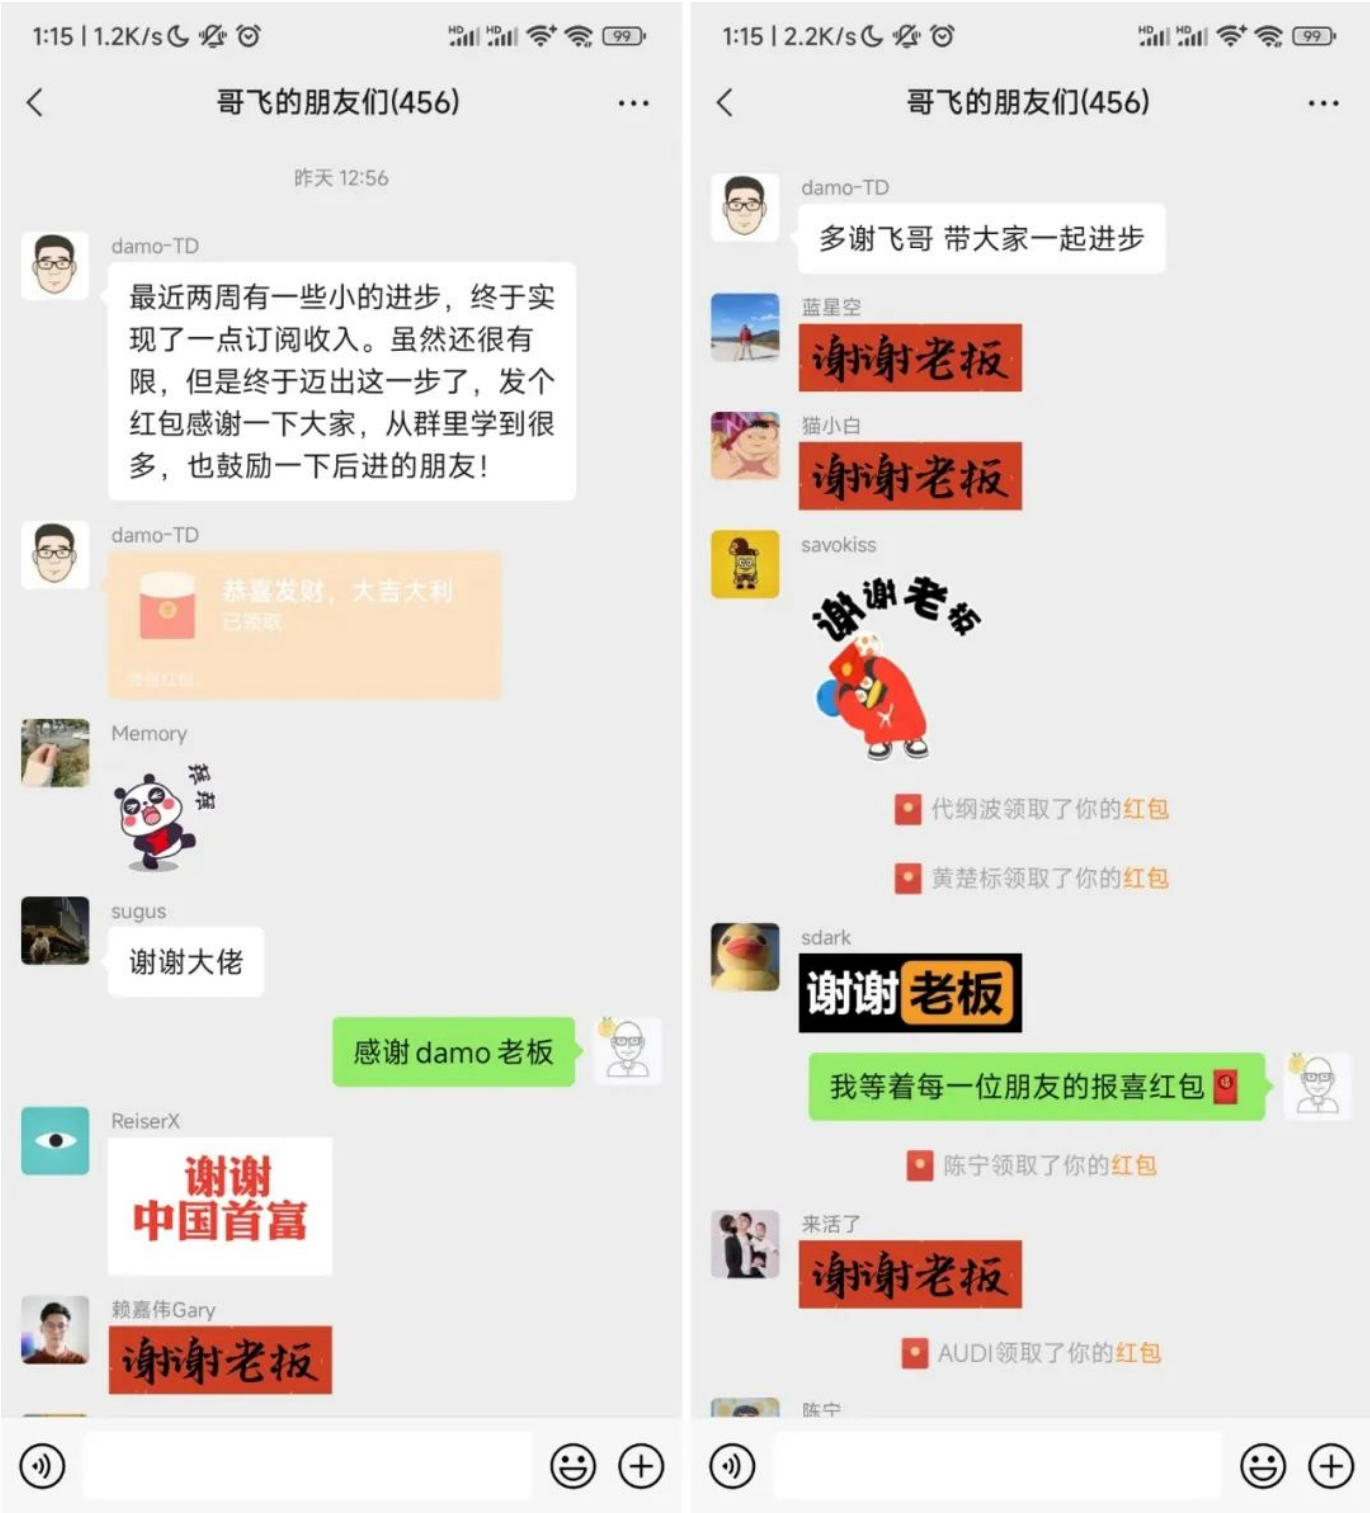 1:15 | 1.2K/s
HD HD 99
哥飞的朋友们(456)
昨天 12:56
damo-TD
最近两周有一些小的进步，终于实
现了一点订阅收入。虽然还很有
限，但是终于迈出这一步了，发个
红包感谢一下大家，从群里学到很
多，也鼓励一下后进的朋友！
damo-TD
恭喜发财，大吉大利
已领取
微信红包
Memory
sugus
谢谢大佬
感谢 damo 老板
ReiserX
谢谢
中国首富
赖嘉伟Gary
谢谢老板
1:15 | 2.2K/s
HD HD 99
哥飞的朋友们(456)
damo-TD
多谢飞哥 带大家一起进步
蓝星空
谢谢老板
猫小白
谢谢老板
savokiss
谢谢老板
代纲波领取了你的红包
黄楚标领取了你的红包
sdark
谢谢老板
我等着每一位朋友的报喜红包
陈宁领取了你的红包
来活了
谢谢老板
AUDI领取了你的红包
陈宁